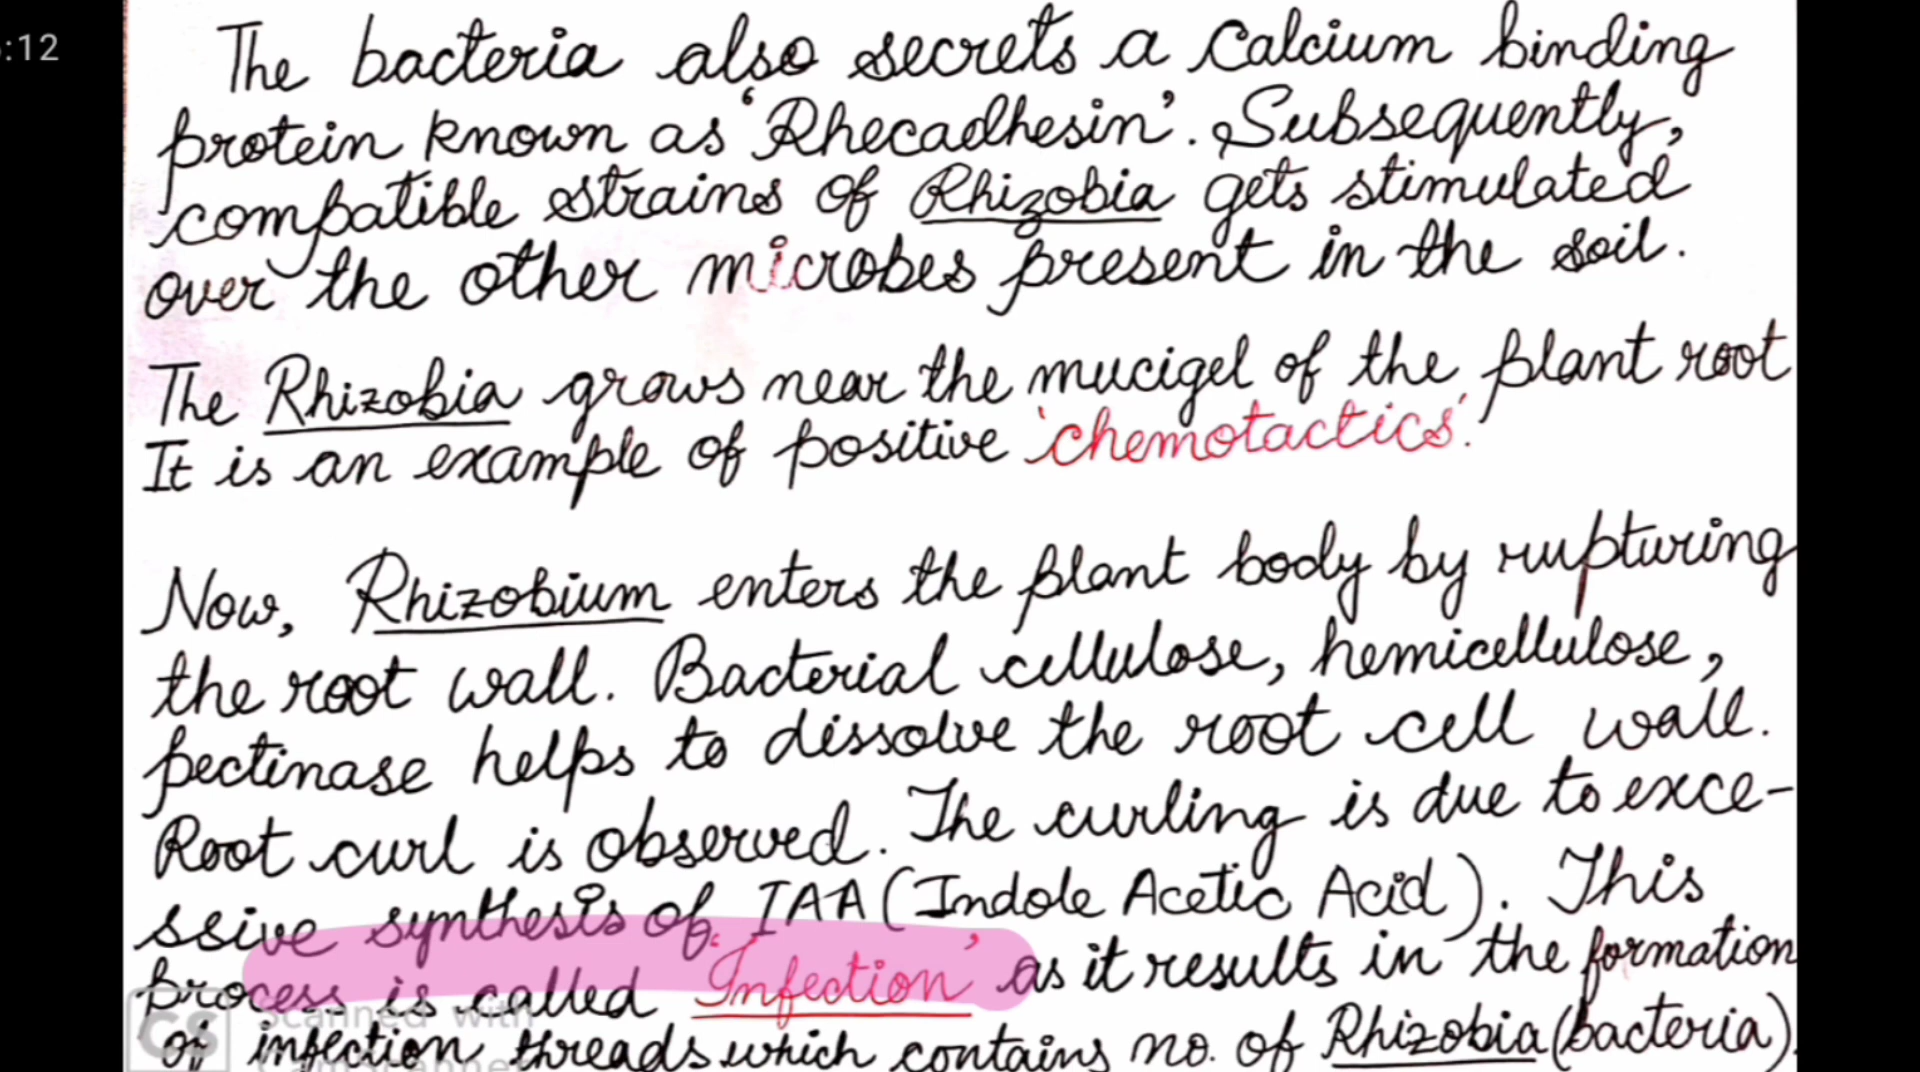 :12
The bacteria also secrets a Calcium binding
protein known as 'Rhecadhesin'. Subsequently,
compatible strains of Rhizobia gets stimulated
over the other microbes present in the soil.
The Rhizobia grows near the mucigel of the plant root
It is an example of positive 'chemotactics'.
Now, Rhizobium enters the plant body by rupturing
the root wall. Bacterial cellulose, hemicellulose,
pectinase helps to dissolve the root cell wall.
Root curl is observed. The curling is due to exce-
ssive synthesis of IAA (Indole Acetic Acid). This
process is called 'Infection' as it results in the formation
of infection threads which contains no. of Rhizobia (bacteria).
CS
Scanned with
CamScanner